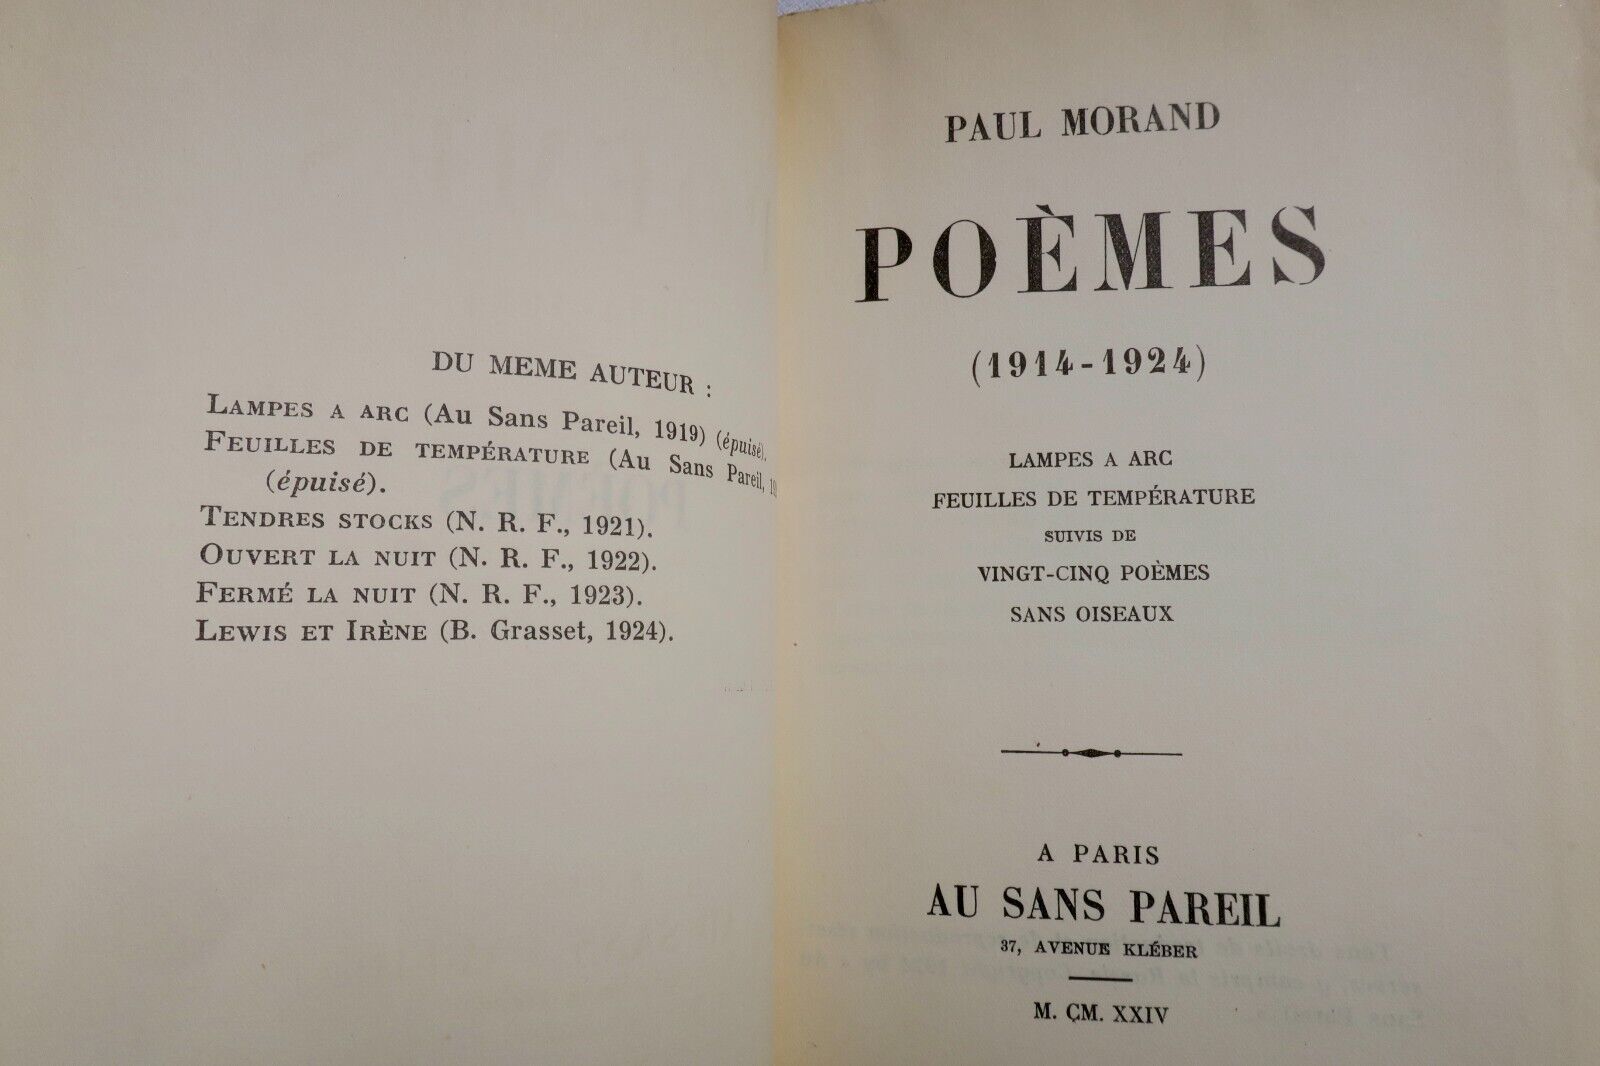 DU MEME AUTEUR :
LAMPES A ARC (Au Sans Pareil, 1919) (épuisé).
FEUILLES DE TEMPÉRATURE (Au Sans Pareil,
(épuisé).
TENDRES STOCKS (N. R. F., 1921).
OUVERT LA NUIT (N. R. F., 1922).
FERMÉ LA NUIT (N. R. F., 1923).
LEWIS ET IRÈNE (B. Grasset, 1924).
PAUL MORAND
POÈMES
(1914-1924)
LAMPES A ARC
FEUILLES DE TEMPÉRATURE
SUIVIS DE
VINGT-CINQ POÈMES
SANS OISEAUX
A PARIS
AU SANS PAREIL
37, AVENUE KLÉBER
M. CM. XXIV